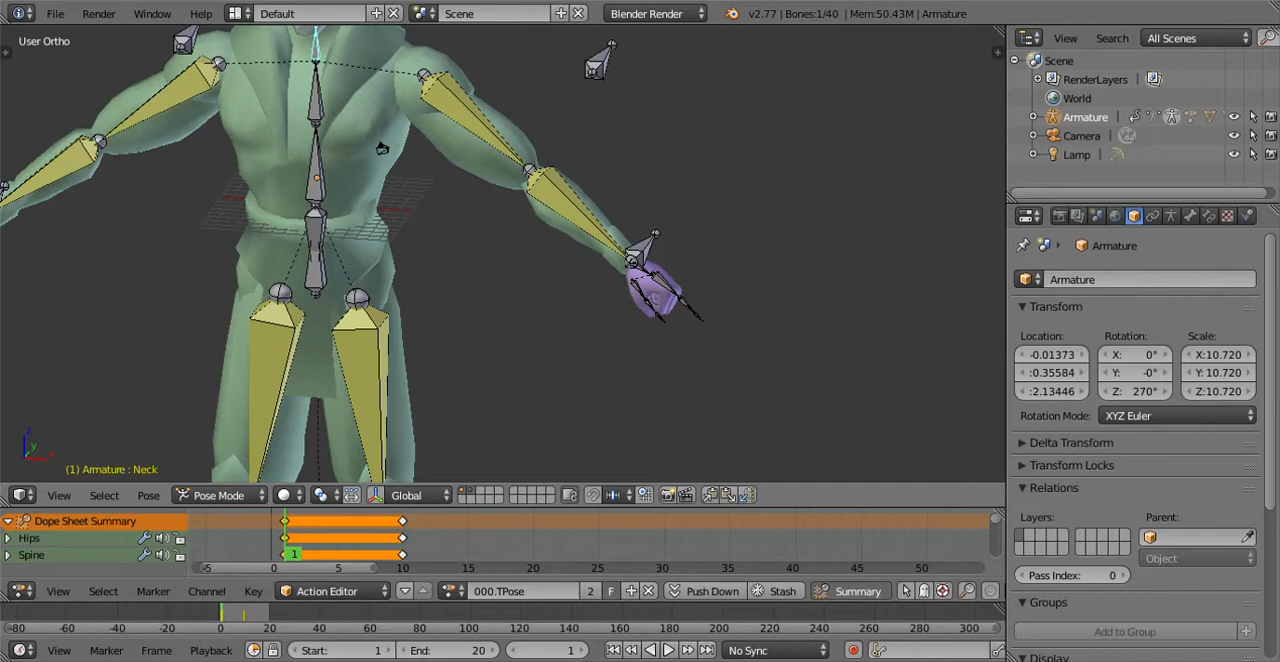 File Render Window Help Default Scene Blender Render v2.77 | Bones:1/40 | Mem:50.43M | Armature
User Ortho
View Search All Scenes
Scene
RenderLayers
World
Armature
Camera
Lamp
Armature
Armature
Transform
Location: Rotation: Scale:
-0.01373 X: 0° X:10.720
:0.35584 Y: -0° Y:10.720
:2.13446 Z: 270° Z:10.720
Rotation Mode: XYZ Euler
Delta Transform
Transform Locks
Relations
Layers: Parent:
Object
Pass Index: 0
Groups
Add to Group
Display
z
y
x
(1) Armature : Neck
View Select Pose Pose Mode Global
Dope Sheet Summary
Hips
Spine
1
-5 0 5 10 15 20 25 30 35 40 45 50
View Select Marker Channel Key Action Editor 000.TPose 2 F Push Down Stash Summary
-80 -60 -40 -20 0 20 40 60 80 100 120 140 160 180 200 220 240 260 280 300
View Marker Frame Playback Start: 1 End: 20 1 No Sync